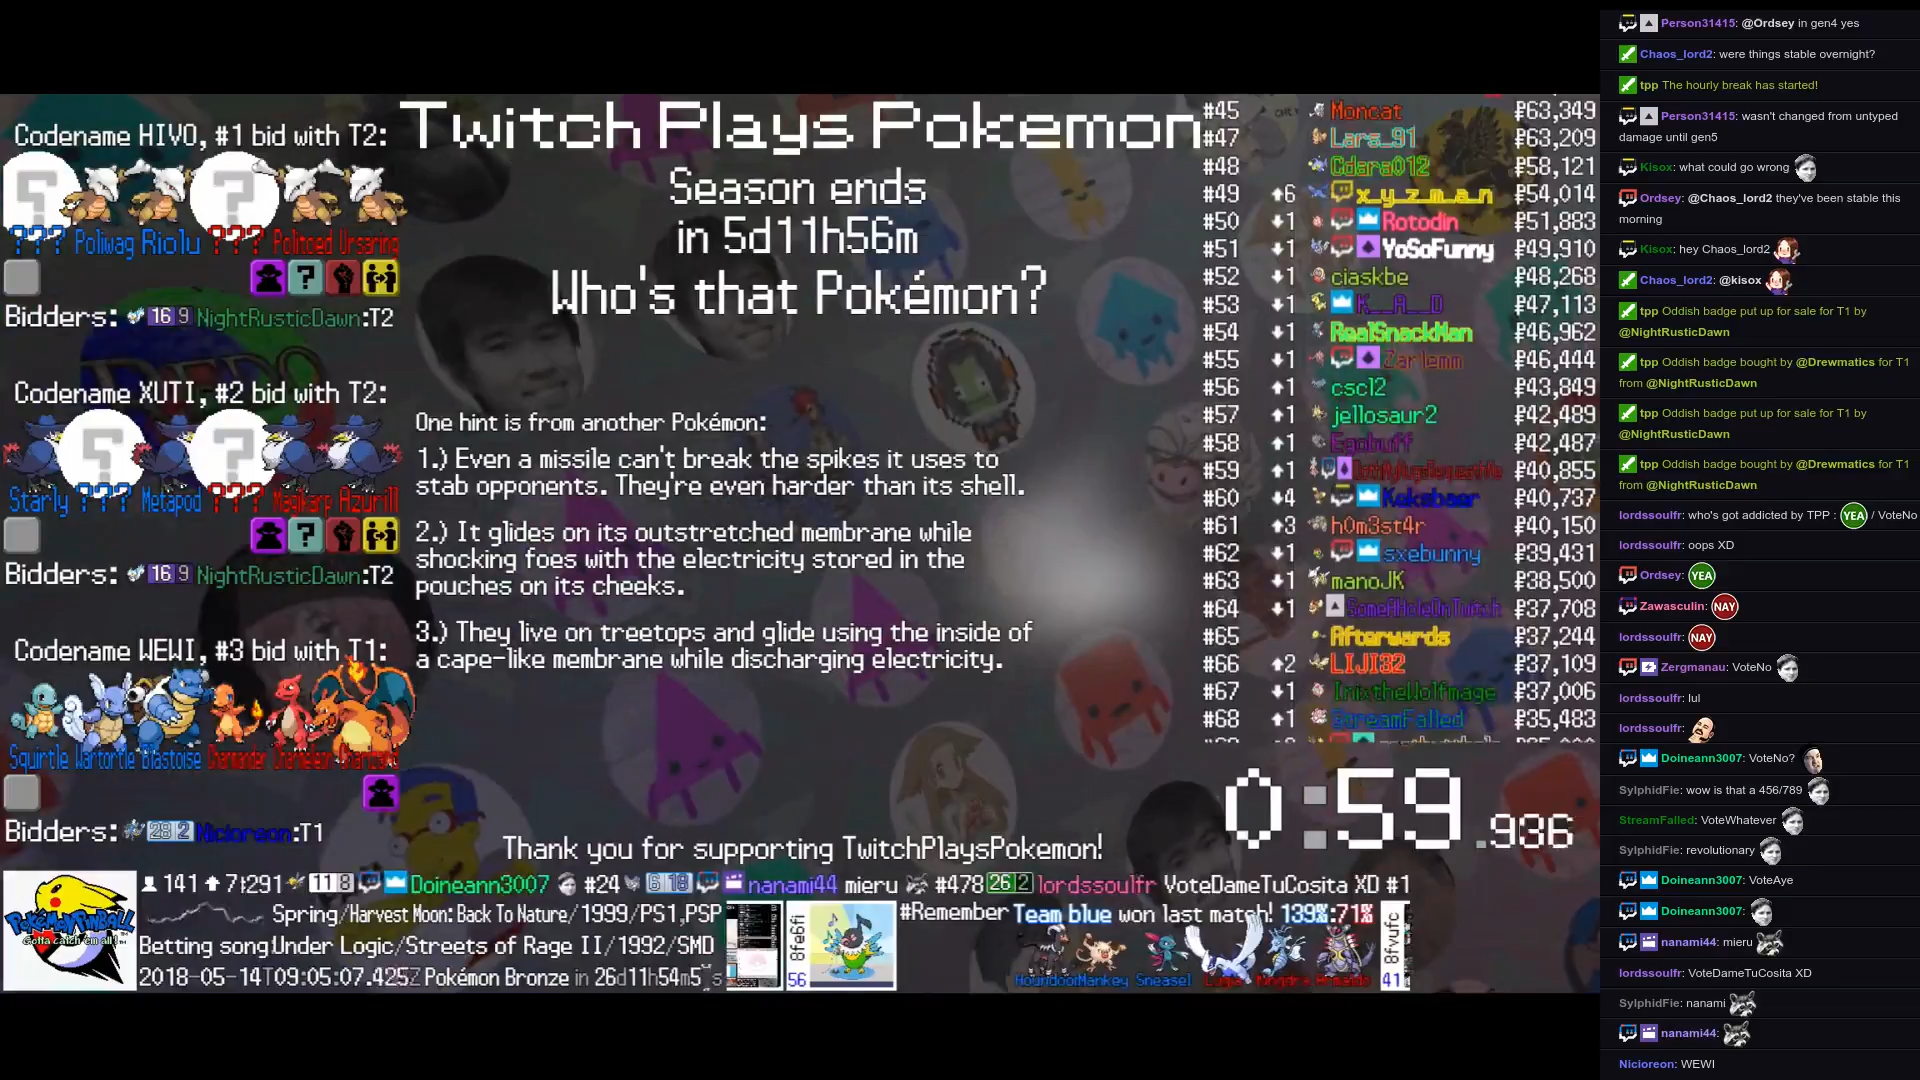 Codename HIVO, #1 bid with T2:
??? Poliwag Riolu ??? Politoed Ursaring
Bidders: 16 9 NightRusticDawn:T2
Codename XUTI, #2 bid with T2:
Starly ??? Metapod ??? Magikarp Azurill
Bidders: 16 9 NightRusticDawn:T2
Codename WEWI, #3 bid with T1:
Squirtle Wartortle Blastoise Charmander Charmeleon Charizard
Bidders: 28 2 Nicioreon:T1
Twitch Plays Pokemon
Season ends
in 5d11h56m
Who's that Pokémon?
One hint is from another Pokémon:
1.) Even a missile can't break the spikes it uses to
stab opponents. They're even harder than its shell.
2.) It glides on its outstretched membrane while
shocking foes with the electricity stored in the
pouches on its cheeks.
3.) They live on treetops and glide using the inside of
a cape-like membrane while discharging electricity.
Thank you for supporting TwitchPlaysPokemon!
#45 Moncat ₽63,349
#47 Lars_91 ₽63,209
#48 Cdara012 ₽58,121
#49 6 x_y_z_m_a_n ₽54,014
#50 1 Rotodin ₽51,883
#51 1 YoSoFunny ₽49,910
#52 1 ciaskbe ₽48,268
#53 1 K__A__D ₽47,113
#54 1 RealSnackMan ₽46,962
#55 1 Zarlemm ₽46,444
#56 1 cscl2 ₽43,849
#57 1 jellosaur2 ₽42,489
#58 1 Egobuff ₽42,487
#59 1 ₽40,855
#60 4 Keksbaer ₽40,737
#61 3 h0m3st4r ₽40,150
#62 1 sxebunny ₽39,431
#63 1 manoJK ₽38,500
#64 1 SomeAHoleOnTwitch ₽37,708
#65 Afterwards ₽37,244
#66 2 LIJI32 ₽37,109
#67 1 InixtheWolfmage ₽37,006
#68 1 StreamFalled ₽35,483
0:59.936
141 7 ŧ291 11 8 Doineann3007 #24 6 18 nanami44 mieru #478 26 2 lordssoulfr VoteDameTuCosita XD #1
Spring/Harvest Moon: Back To Nature/1999/PS1,PSP
Betting song:Under Logic/Streets of Rage II/1992/SMD
2018-05-14T09:05:07.425Z Pokémon Bronze in 26d11h54m5 s
PokémonPinball
Gotta catch 'em all!
8fe6fi
56
#Remember Team blue won last match! 139%:71%
Houndoom Mankey Sneasel Lugia Kingdra Armaldo
8fvufc
41
Person31415: @Ordsey in gen4 yes
Chaos_lord2: were things stable overnight?
tpp The hourly break has started!
Person31415: wasn't changed from untyped
damage until gen5
Kisox: what could go wrong
Ordsey: @Chaos_lord2 they've been stable this
morning
Kisox: hey Chaos_lord2
Chaos_lord2: @kisox
tpp Oddish badge put up for sale for T1 by
@NightRusticDawn
tpp Oddish badge bought by @Drewmatics for T1
from @NightRusticDawn
tpp Oddish badge put up for sale for T1 by
@NightRusticDawn
tpp Oddish badge bought by @Drewmatics for T1
from @NightRusticDawn
lordssoulfr: who's got addicted by TPP : YEA / VoteNo
lordssoulfr: oops XD
Ordsey: YEA
Zawasculin: NAY
lordssoulfr: NAY
Zergmanau: VoteNo
lordssoulfr: lul
lordssoulfr:
Doineann3007: VoteNo?
SylphidFie: wow is that a 456/789
StreamFalled: VoteWhatever
SylphidFie: revolutionary
Doineann3007: VoteAye
Doineann3007:
nanami44: mieru
lordssoulfr: VoteDameTuCosita XD
SylphidFie: nanami
nanami44:
Nicioreon: WEWI